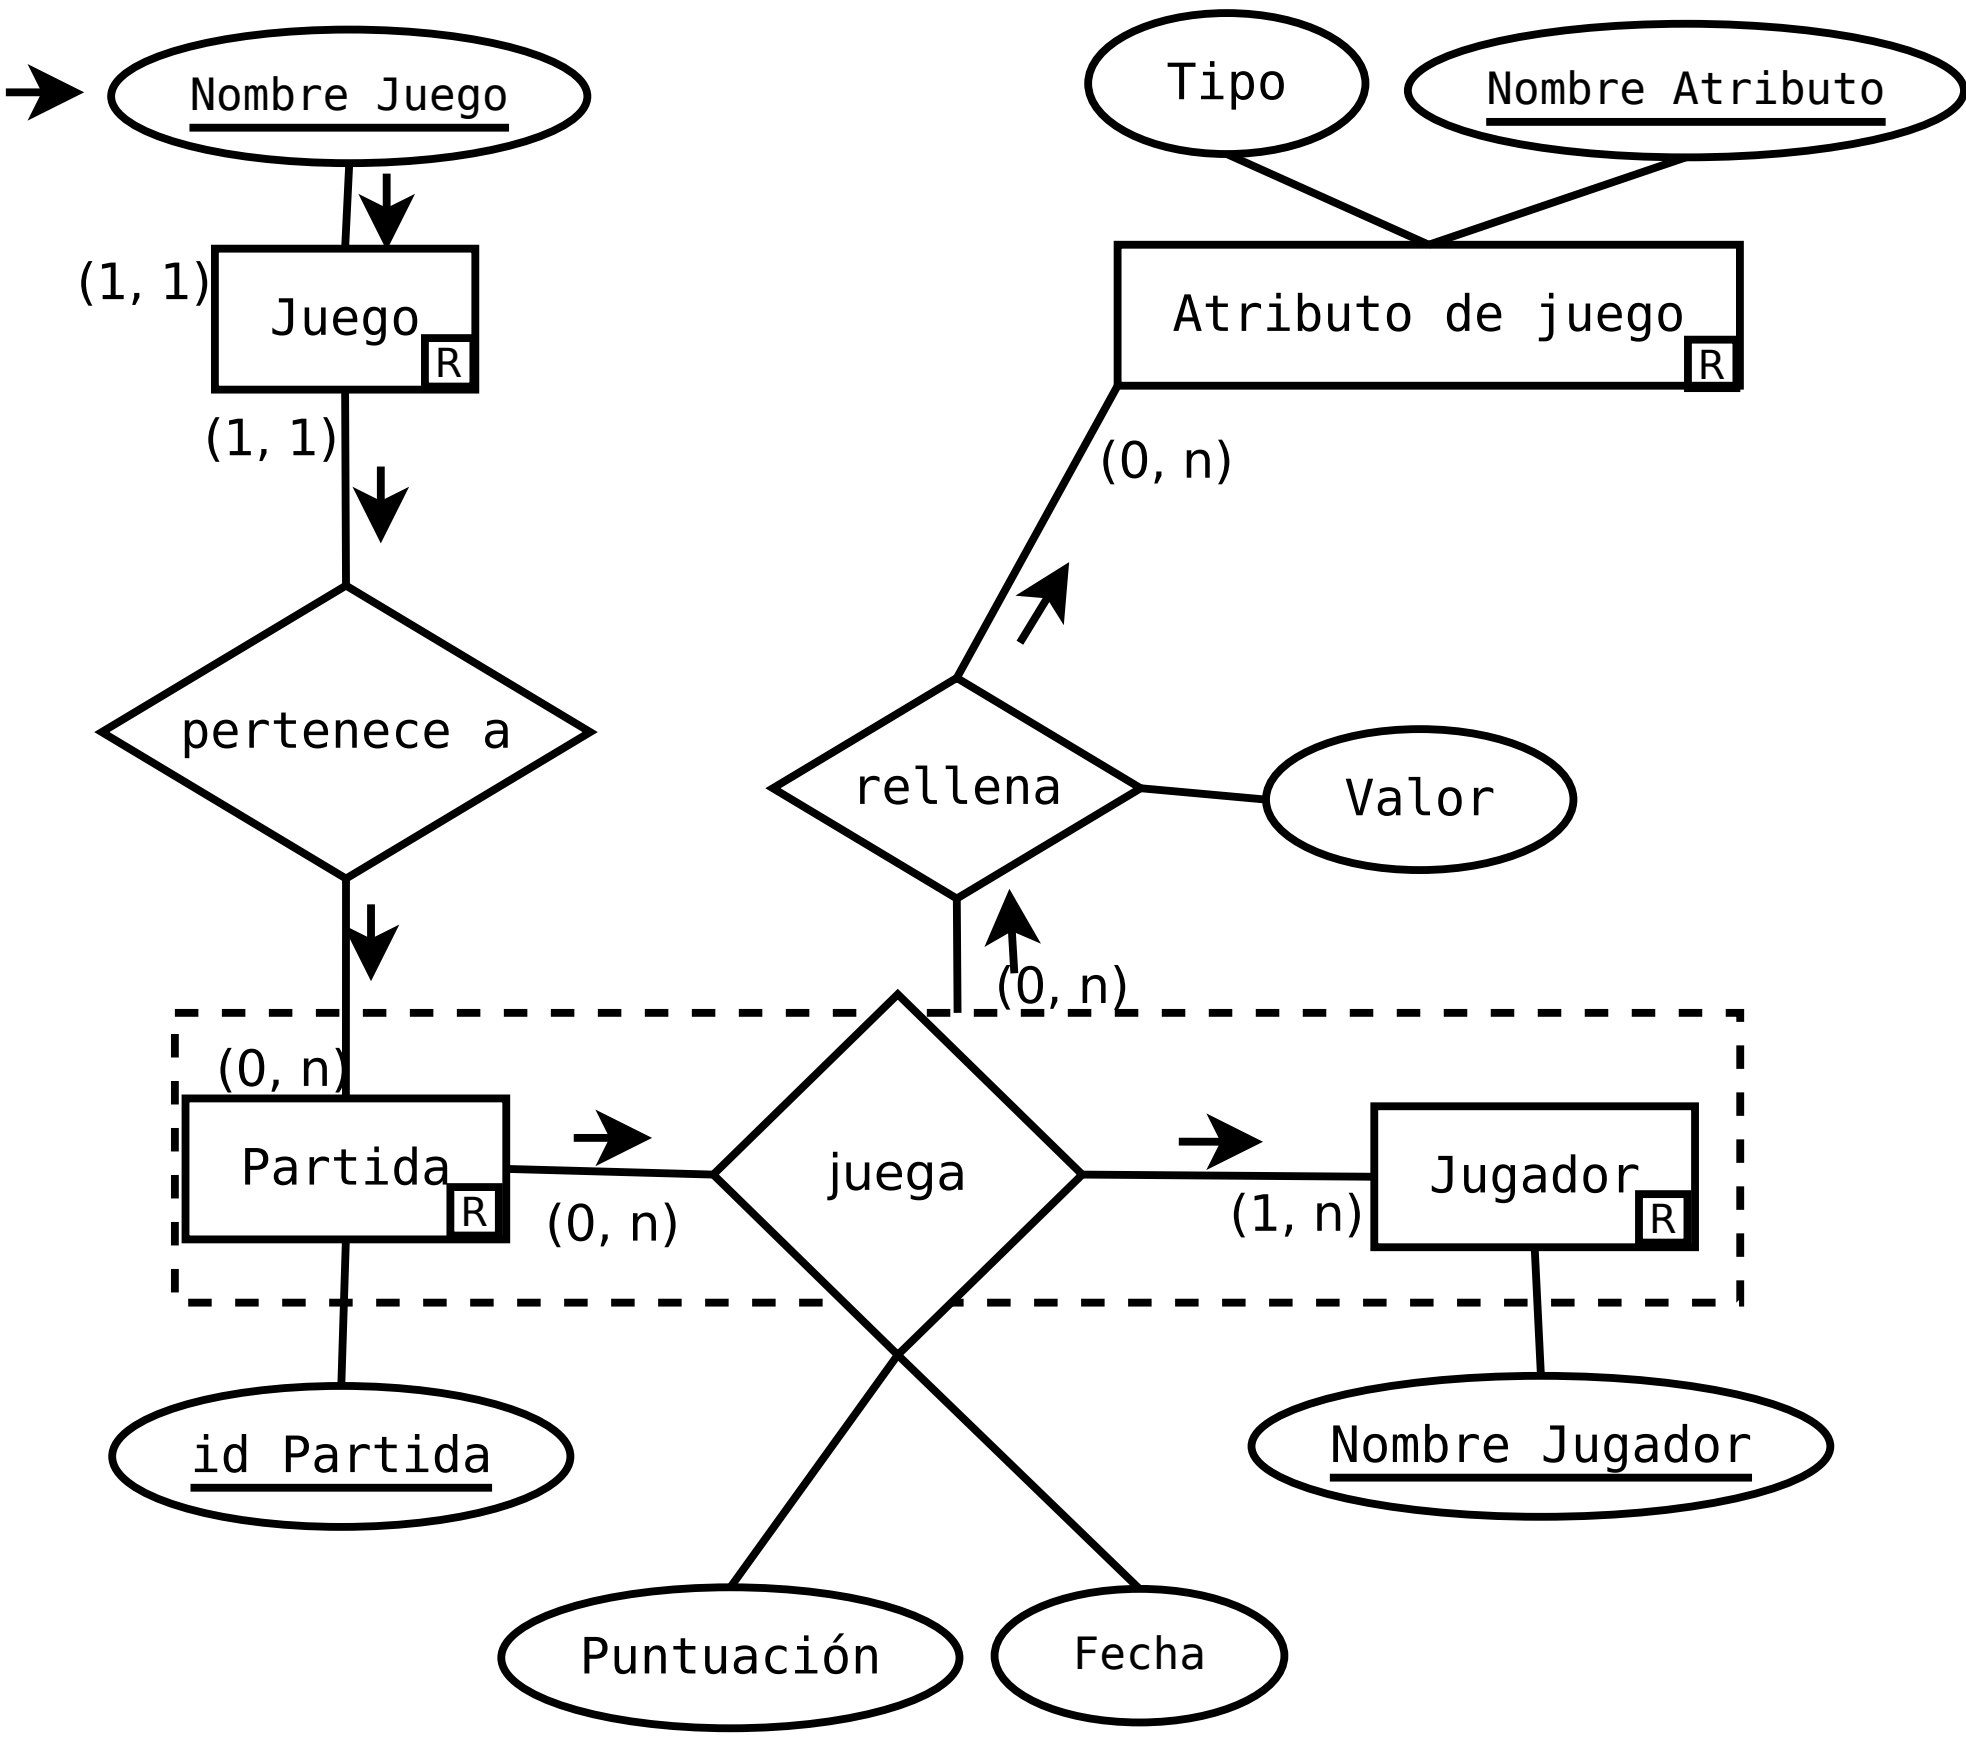 Nombre Juego
Tipo
Nombre Atributo
(1, 1)
Juego
R
Atributo de juego
R
(1, 1)
(0, n)
pertenece a
rellena
Valor
(0, n)
(0, n)
Partida
R
juega
Jugador
R
(0, n)
(1, n)
id Partida
Nombre Jugador
Puntuación
Fecha